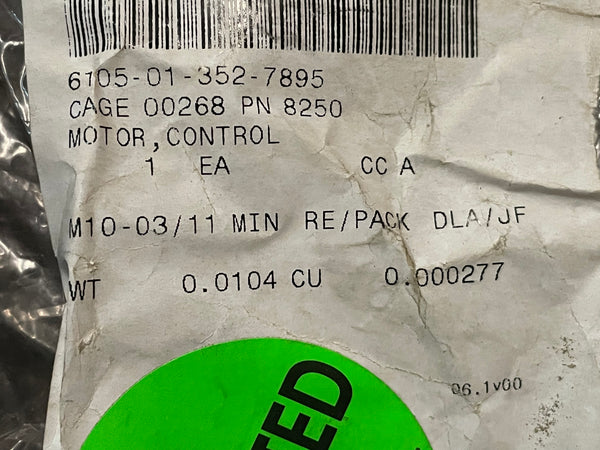 6105-01-352-7895
CAGE 00268 PN 8250
MOTOR,CONTROL
1 EA CC A
M10-03/11 MIN RE/PACK DLA/JF
WT 0.0104 CU 0.000277
06.1v00
TED